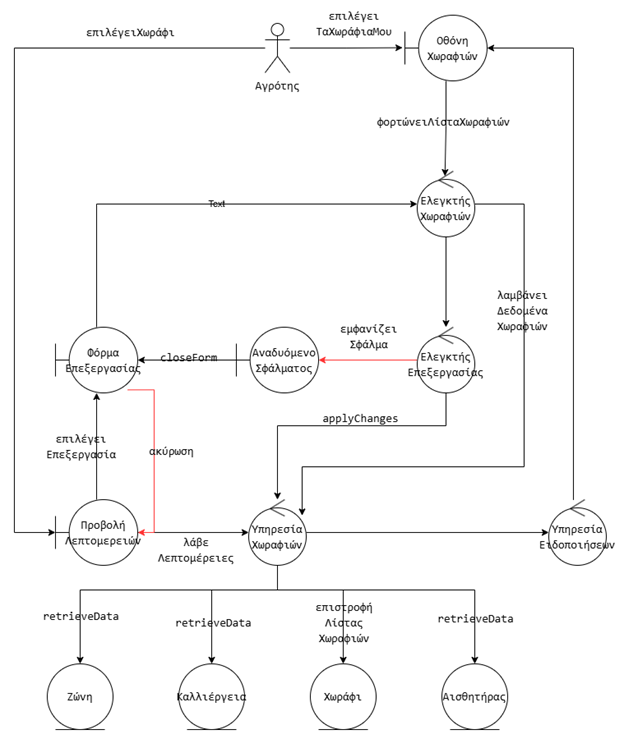 επιλέγει
ΤαΧωράφιαΜου
επιλέγειΧωράφι
Οθόνη
Χωραφιών
Αγρότης
φορτώνειΛίσταΧωραφιών
Text
Ελεγκτής
Χωραφιών
λαμβάνει
Δεδομένα
Χωραφιών
εμφανίζει
Σφάλμα
Φόρμα
Επεξεργασίας
closeForm
Αναδυόμενο
Σφάλματος
Ελεγκτής
Επεξεργασίας
applyChanges
επιλέγει
Επεξεργασία
ακύρωση
Προβολή
Λεπτομερειών
λάβε
Λεπτομέρειες
Υπηρεσία
Χωραφιών
Υπηρεσία
Ειδοποιήσεων
retrieveData
retrieveData
επιστροφή
Λίστας
Χωραφιών
retrieveData
Ζώνη
Καλλιέργεια
Χωράφι
Αισθητήρας